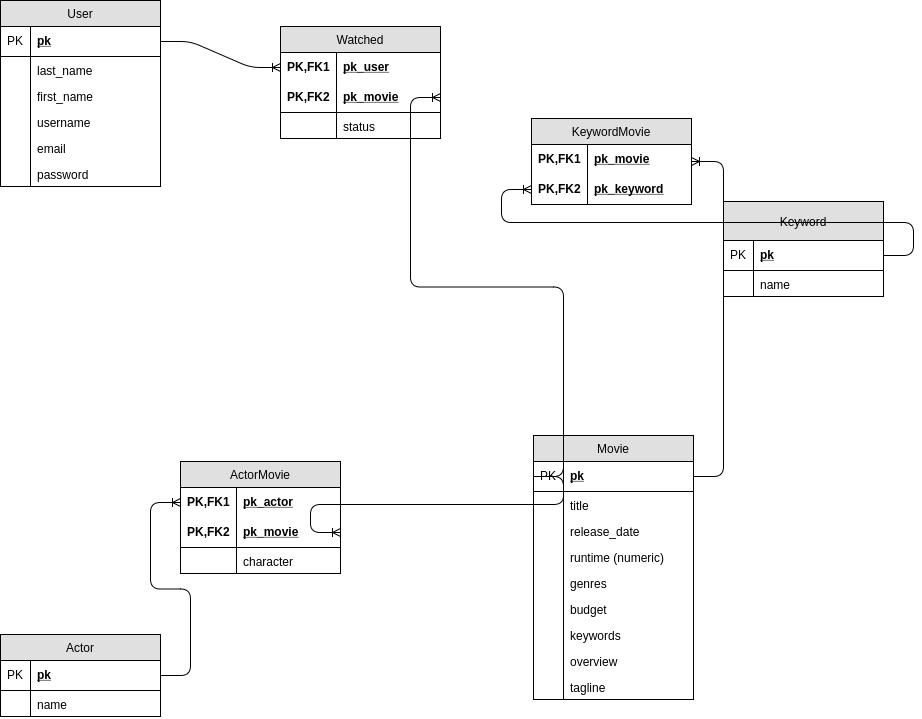 User
PK pk
last_name
first_name
username
email
password
Watched
PK,FK1 pk_user
PK,FK2 pk_movie
status
KeywordMovie
PK,FK1 pk_movie
PK,FK2 pk_keyword
Keyword
PK pk
name
Movie
PK pk
title
release_date
runtime (numeric)
genres
budget
keywords
overview
tagline
ActorMovie
PK,FK1 pk_actor
PK,FK2 pk_movie
character
Actor
PK pk
name